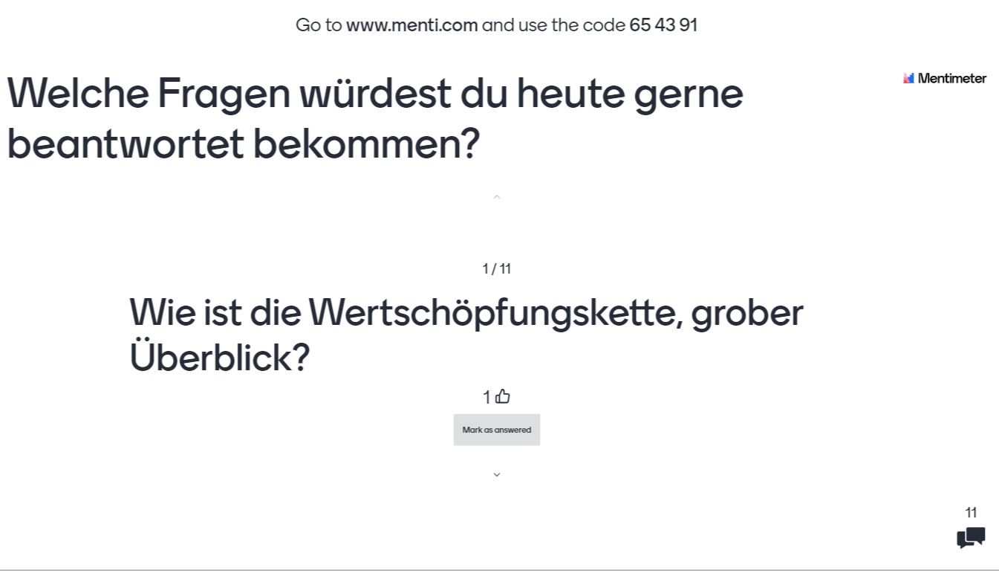 Go to www.menti.com and use the code 65 43 91
Mentimeter
Welche Fragen würdest du heute gerne
beantwortet bekommen?
1 / 11
Wie ist die Wertschöpfungskette, grober
Überblick?
1
Mark as answered
11